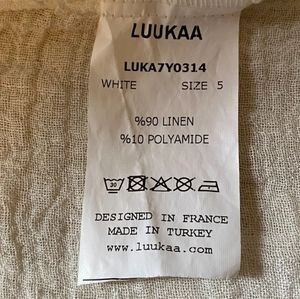 LUUKAA
LUKA7Y0314
WHITE SIZE 5
%90 LINEN
%10 POLYAMIDE
30
DESIGNED IN FRANCE
MADE IN TURKEY
www.luukaa.com